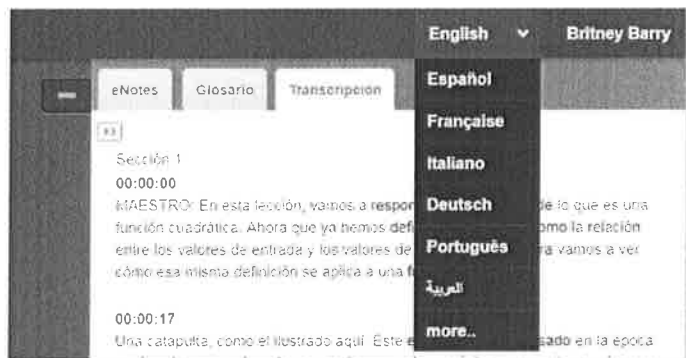 English Britney Barry
eNotes Glosario Transcripción
Español
Française
Italiano
Deutsch
Português
العربية
more..
Sección 1
00:00:00
MAESTRO: En esta lección, vamos a respon de lo que es una
función cuadrática. Ahora que ya hemos defi omo la relación
entre los valores de entrada y los valores de ra vamos a ver
cómo esa misma definición se aplica a una f
00:00:17
Una catapulta, como el ilustrado aquí. Este e sado en la época